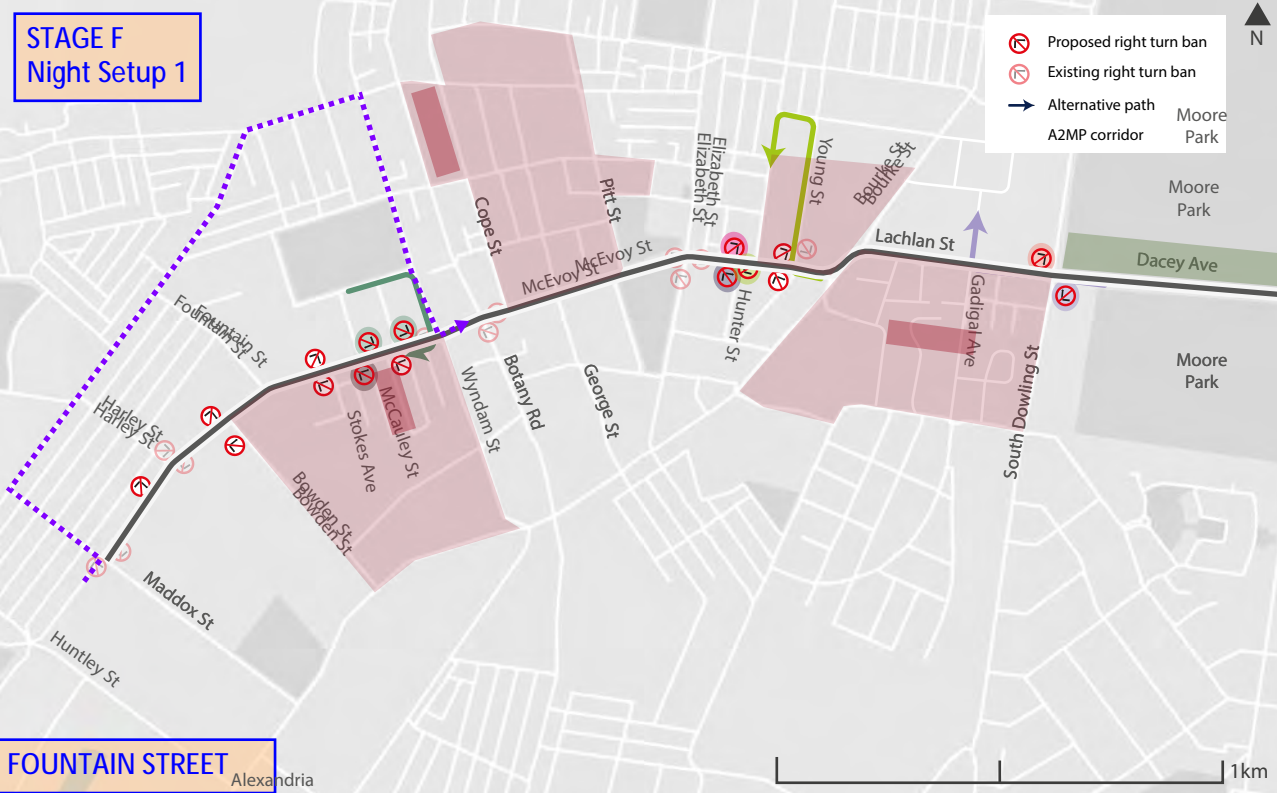 STAGE F
Night Setup 1
Proposed right turn ban
Existing right turn ban
Alternative path
A2MP corridor
N
Moore
Park
Moore
Park
Moore
Park
Dacey Ave
Lachlan St
Bourke St
Bourke St
Young St
Elizabeth St
Elizabeth St
Pitt St
Cope St
McEvoy St
McEvoy St
Hunter St
Gadigal Ave
South Dowling St
George St
Botany Rd
Wyndam St
McCauley St
Stokes Ave
Bowden St
Bowden St
Fountain St
Fountain St
Harley St
Harley St
Maddox St
Huntley St
FOUNTAIN STREET
Alexandria
1km